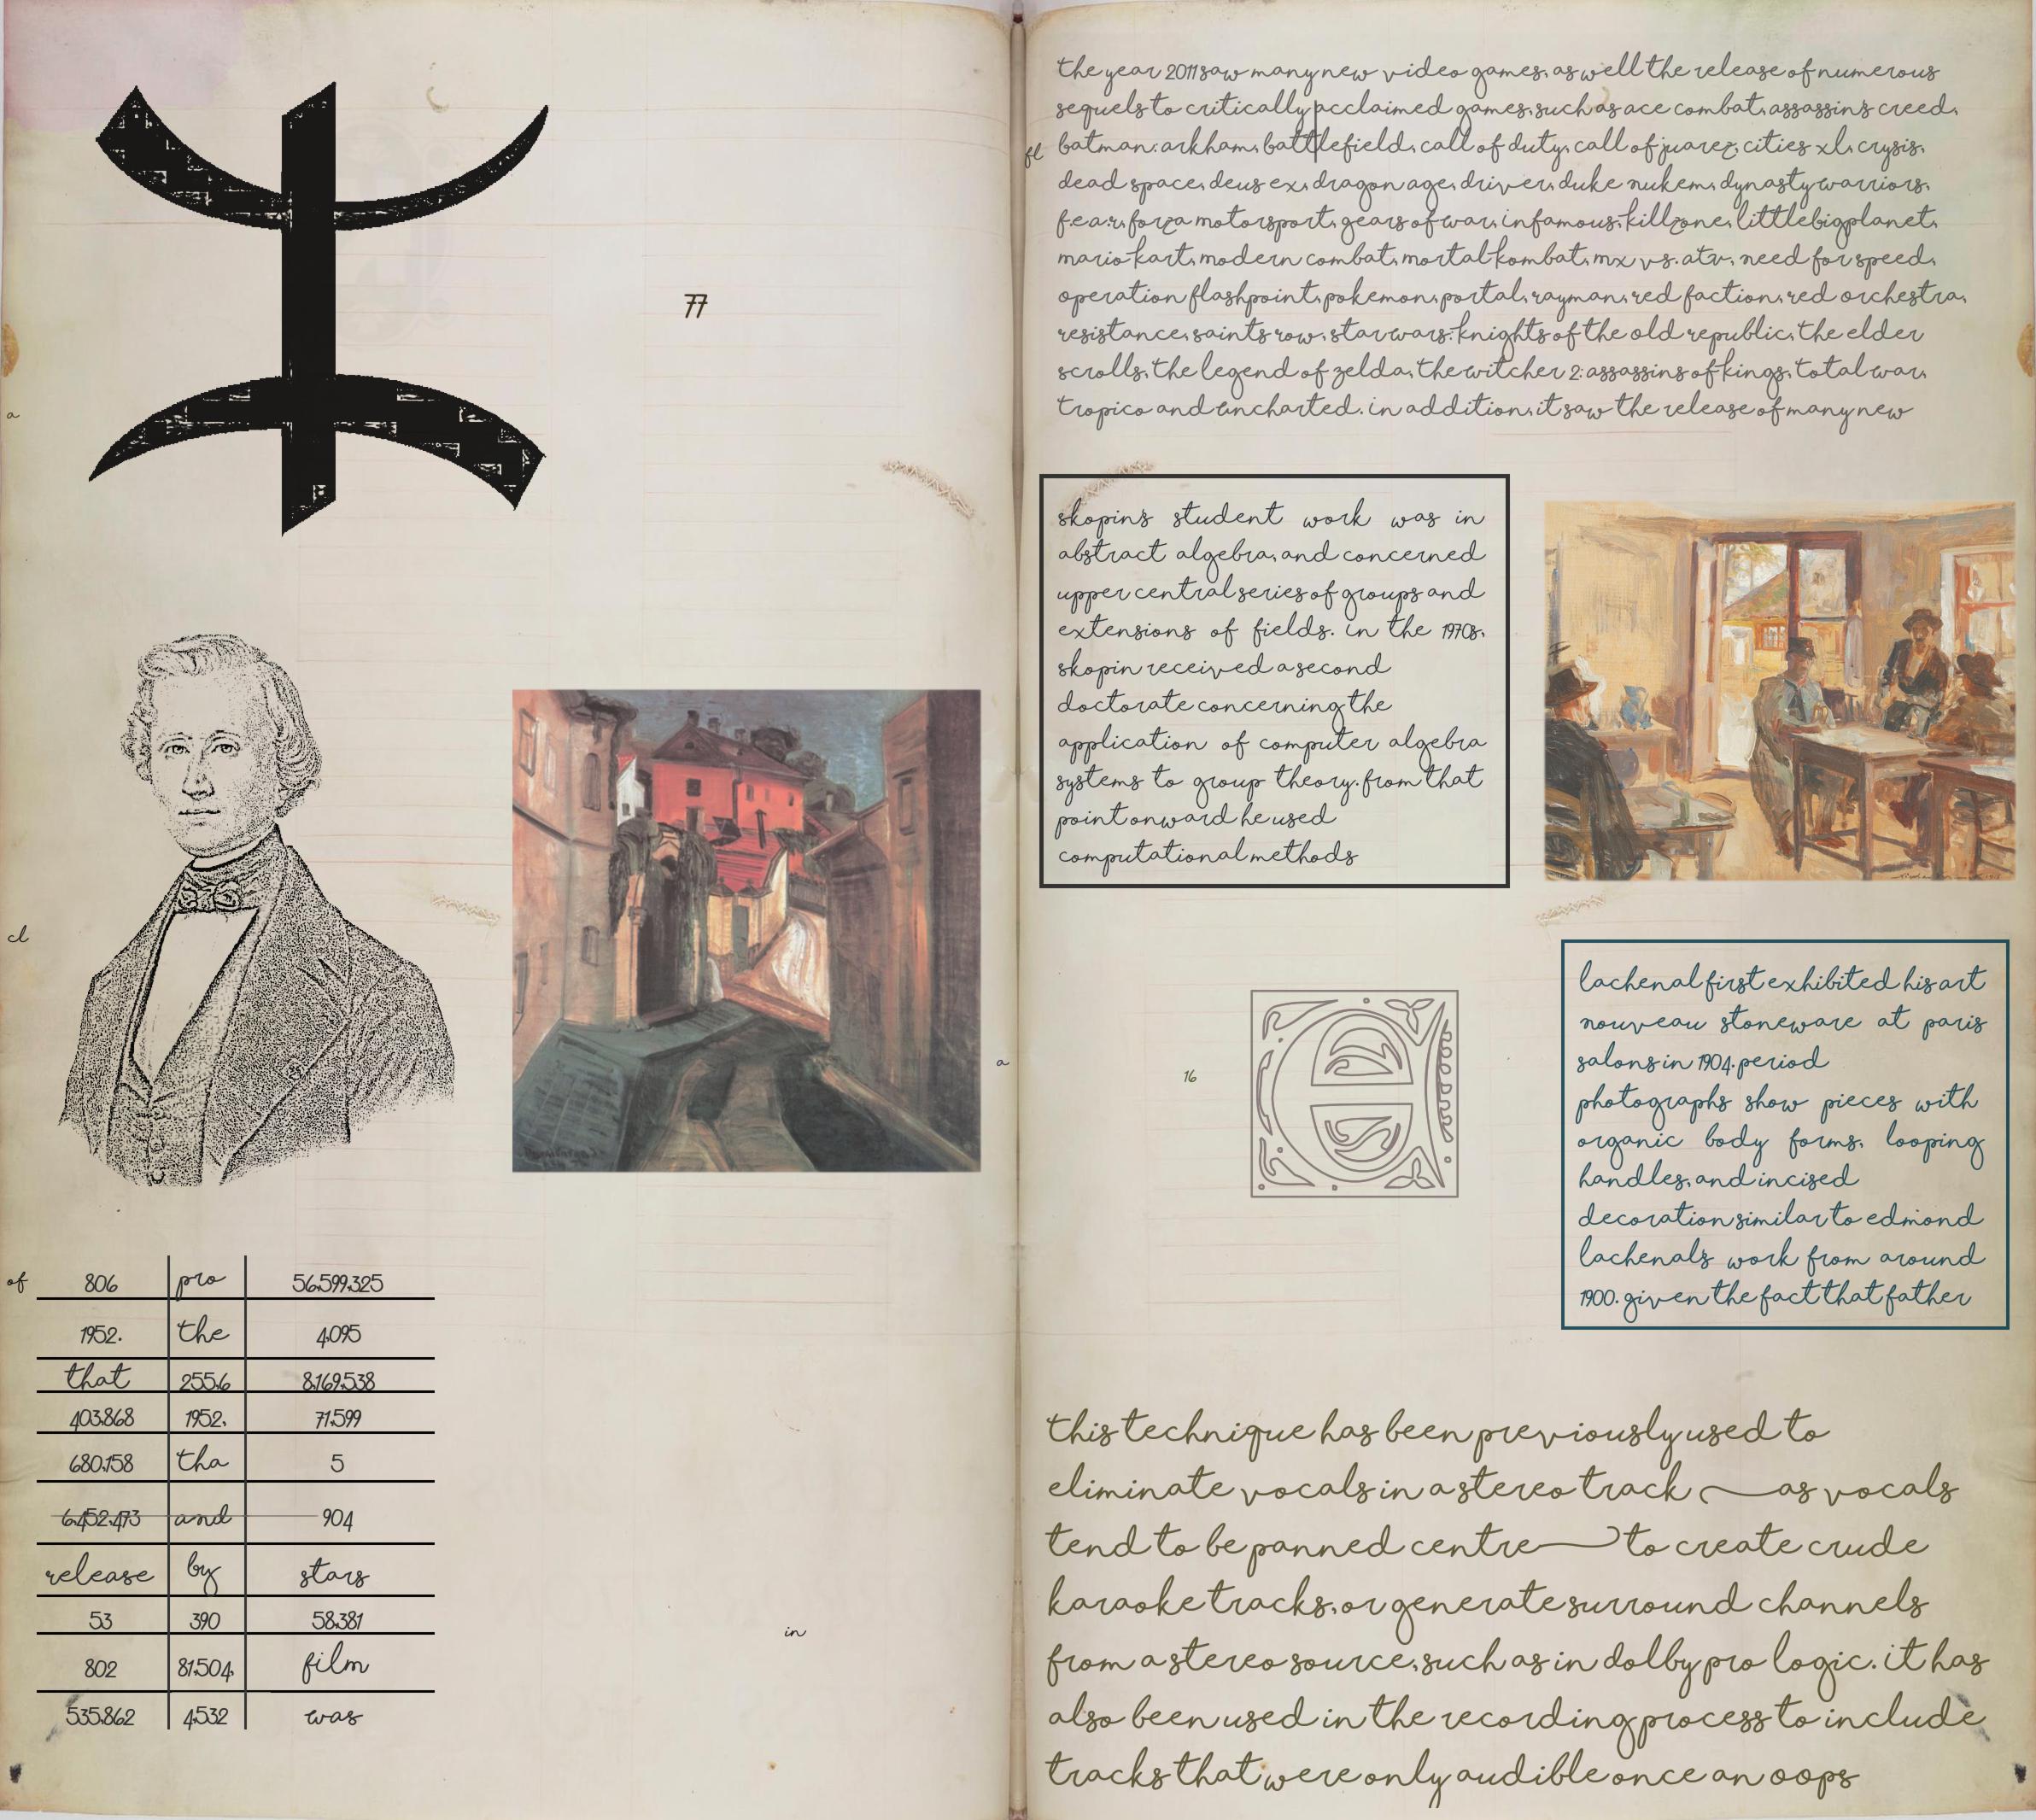 77
a
cl
a
of
806 pro 56,599,325
1952. the 4,095
that 255.6 8,169,538
403,868 1952, 71,599
680,158 tha 5
6,452,473 and 904
release by stars
53 390 58,381
802 81,504, film
535,862 4,532 was
in
the year 2011 saw many new video games, as well the release of numerous
sequels to critically acclaimed games, such as ace combat, assassin's creed,
fl
batman: arkham, battlefield, call of duty, call of juarez, cities xl, crysis,
dead space, deus ex, dragon age, driver, duke nukem, dynasty warriors,
f.e.a.r., forza motorsport, gears of war, infamous, killzone, littlebigplanet,
mario kart, modern combat, mortal kombat, mx vs. atv, need for speed,
operation flashpoint, pokemon, portal, rayman, red faction, red orchestra,
resistance, saints row, star wars: knights of the old republic, the elder
scrolls, the legend of zelda, the witcher 2: assassins of kings, total war,
tropico and uncharted. in addition, it saw the release of many new
skopin's student work was in
abstract algebra, and concerned
upper central series of groups and
extensions of fields. in the 1970s,
skopin received a second
doctorate concerning the
application of computer algebra
systems to group theory. from that
point onward he used
computational methods
16
e
lachenal first exhibited his art
nouveau stoneware at paris
salons in 1904. period
photographs show pieces with
organic body forms, looping
handles, and incised
decoration similar to edmond
lachenal's work from around
1900. given the fact that father
this technique has been previously used to
eliminate vocals in a stereo track (—as vocals
tend to be panned centre—) to create crude
karaoke tracks, or generate surround channels
from a stereo source, such as in dolby pro logic. it has
also been used in the recording process to include
tracks that were only audible once an oops